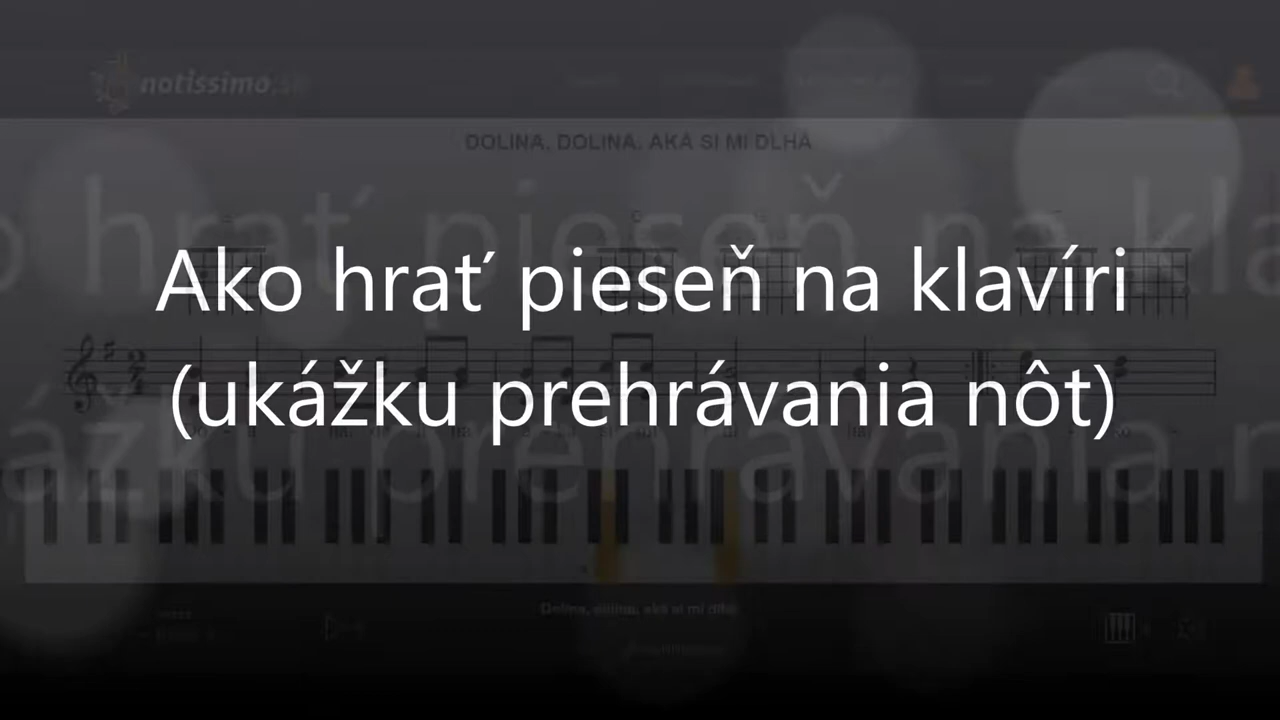 notissimo.sk
DOLINA, DOLINA, AKÁ SI MI DLHÁ
Ako hrať pieseň na klavíri
(ukážku prehrávania nôt)
Dolina, dolina, aká si mi dlhá